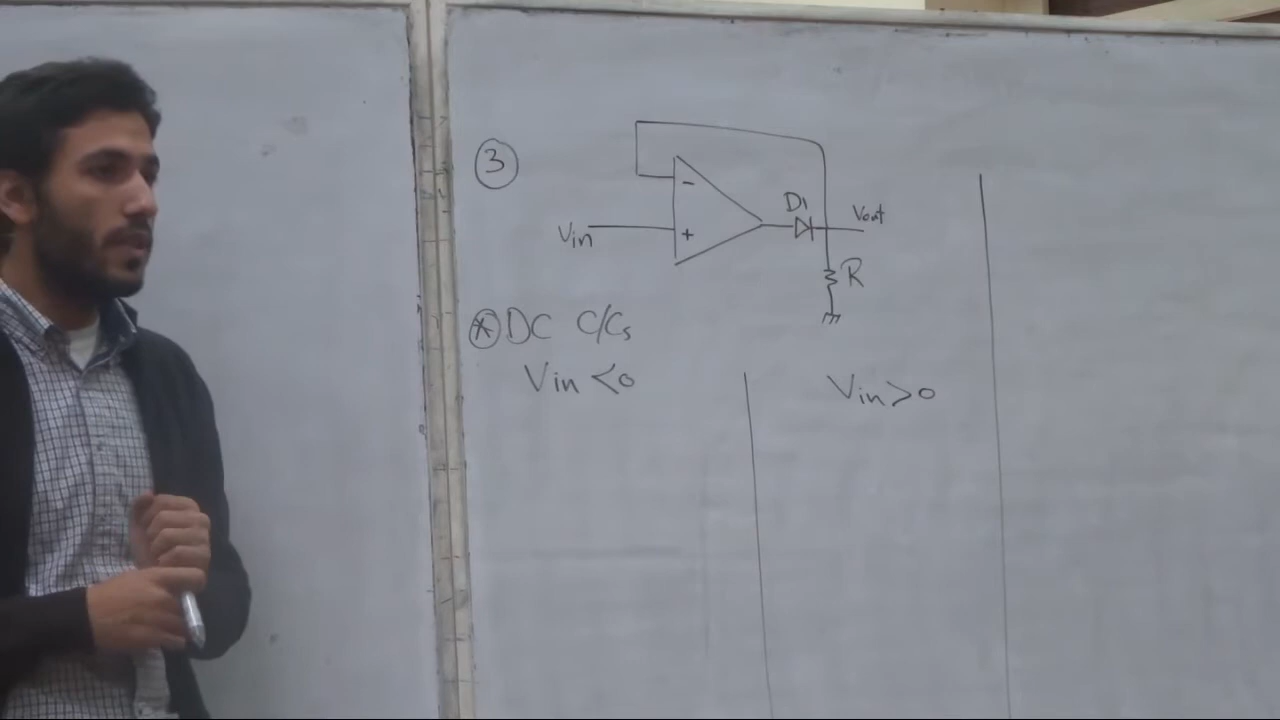 3
−
D1
Vout
Vin
+
R
* DC C/Cs
Vin < 0
Vin > 0